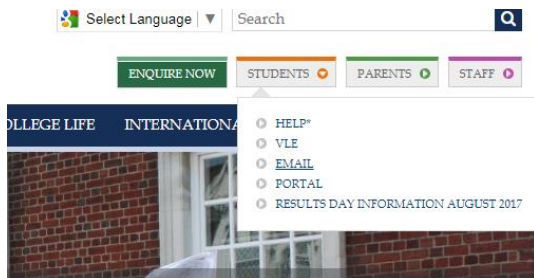 Select Language ▼ Search
ENQUIRE NOW STUDENTS PARENTS STAFF
OLLEGE LIFE INTERNATIONA
HELP*
VLE
EMAIL
PORTAL
RESULTS DAY INFORMATION AUGUST 2017